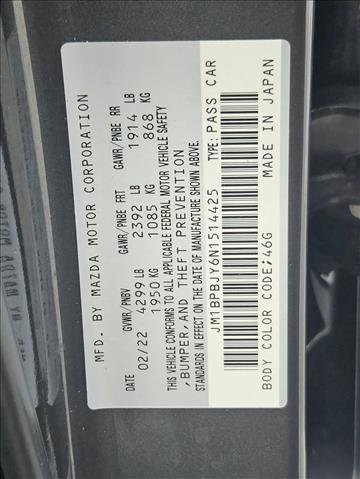 MFD. BY MAZDA MOTOR CORPORATION
DATE GVWR/PNBV GAWR/PNBE FRT GAWR/PNBE RR
02/22 4299 LB 2392 LB 1914 LB
1950 KG 1085 KG 868 KG
THIS VEHICLE CONFORMS TO ALL APPLICABLE FEDERAL MOTOR VEHICLE SAFETY
,BUMPER,AND THEFT PREVENTION
STANDARDS IN EFFECT ON THE DATE OF MANUFACTURE SHOWN ABOVE.
JM1BPBJY6N1514425 TYPE: PASS CAR
BODY COLOR CODE:46G MADE IN JAPAN